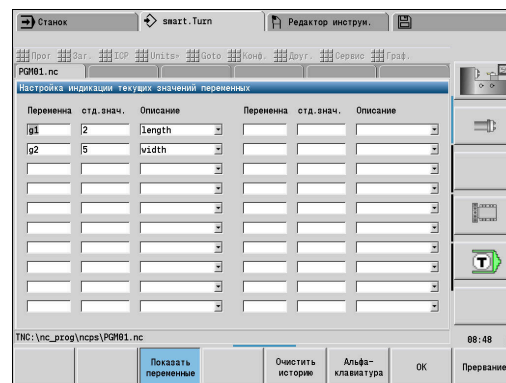 Станок smart.Turn Редактор инструм.
Прог Заг. ICP Units» Goto Конф. Друг. Сервис Граф.
PGM01.nc
Настройка индикации текущих значений переменных
Переменна стд.знач. Описание Переменна стд.знач. Описание
g1 2 length
g2 5 width
T
TNC:\nc_prog\ncps\PGM01.nc
08:48
Показать переменные
Очистить историю
Альфа-клавиатура
OK
Прервание